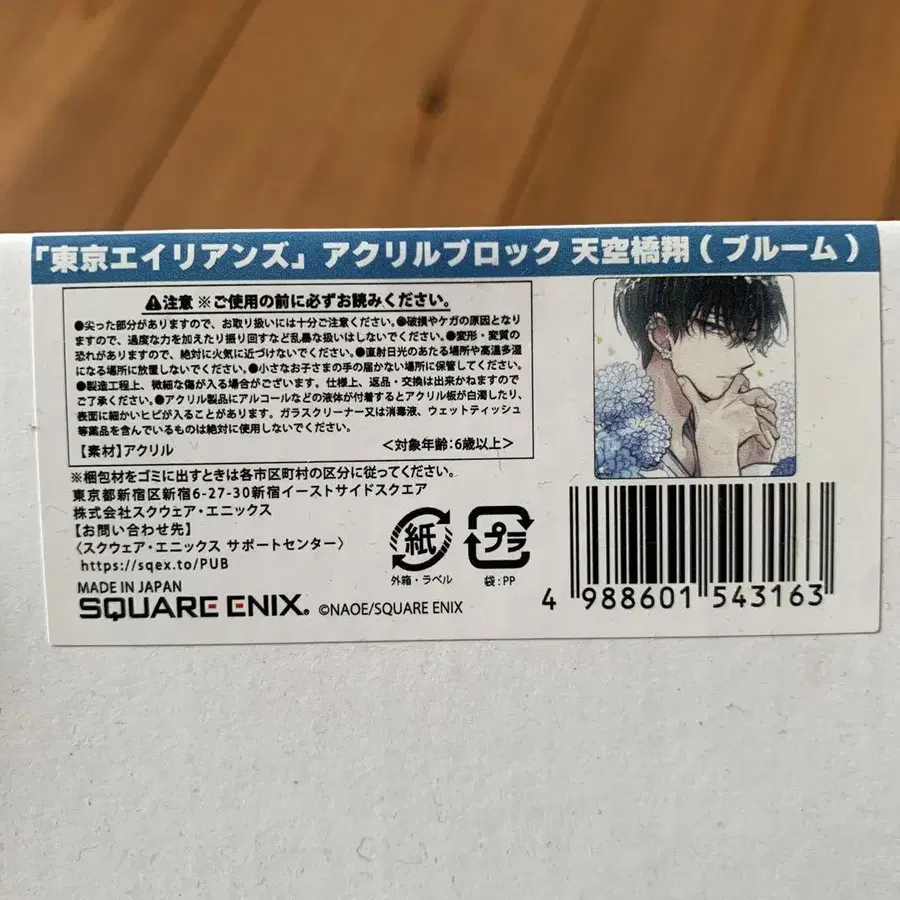 「東京エイリアンズ」アクリルブロック 天空橋翔(ブルーム)
⚠注意 ※ご使用の前に必ずお読みください。
●尖った部分がありますので、お取り扱いには十分ご注意ください。●破損やケガの原因となり
ますので、過度な力を加えたり振り回すなど乱暴な扱いはしないでください。●変形・変質の
恐れがありますので、絶対に火気に近づけないでください。●直射日光のあたる場所や高温多湿
になる場所に放置しないでください。●小さなお子さまの手の届かない場所に保管してください。
●製造工程上、微細な傷が入る場合がございます。仕様上、返品・交換は出来かねますので
ご了承ください。●アクリル製品にアルコールなどの液体が付着するとアクリル板が白濁したり、
表面に細かいヒビが入ることがあります。ガラスクリーナー又は消毒液、ウェットティッシュ
等薬品を含んでいるものは絶対に使用しないでください。
【素材】アクリル <対象年齢:6歳以上>
※梱包材をゴミに出すときは各市区町村の区分に従ってください。
東京都新宿区新宿6-27-30新宿イーストサイドスクエア
株式会社スクウェア・エニックス
【お問い合わせ先】
〈スクウェア・エニックス サポートセンター〉
https://sqex.to/PUB
紙
外箱・ラベル
プラ
袋:PP
MADE IN JAPAN
SQUARE ENIX. ©NAOE/SQUARE ENIX
4 988601 543163